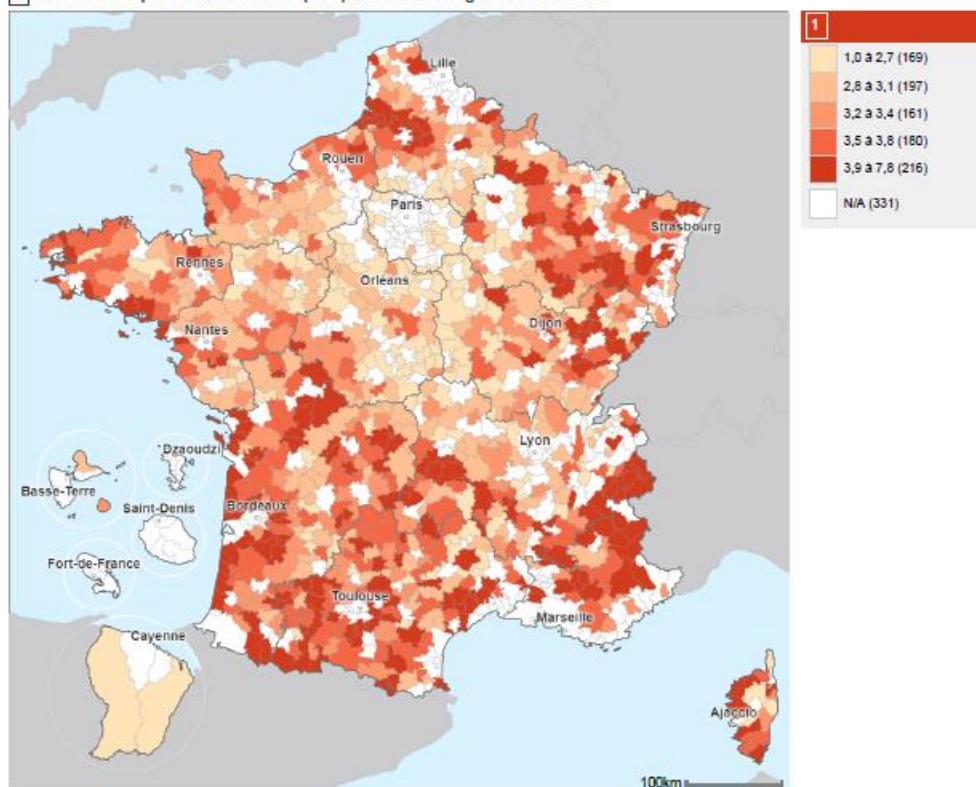 1
1,0 à 2,7 (169)
2,8 à 3,1 (197)
3,2 à 3,4 (161)
3,5 à 3,8 (180)
3,9 à 7,8 (216)
N/A (331)
Lille
Rouen
Paris
Strasbourg
Rennes
Orléans
Nantes
Dijon
Lyon
Dzaoudzi
Basse-Terre
Saint-Denis
Bordeaux
Fort-de-France
Toulouse
Marseille
Cayenne
Ajaccio
100km